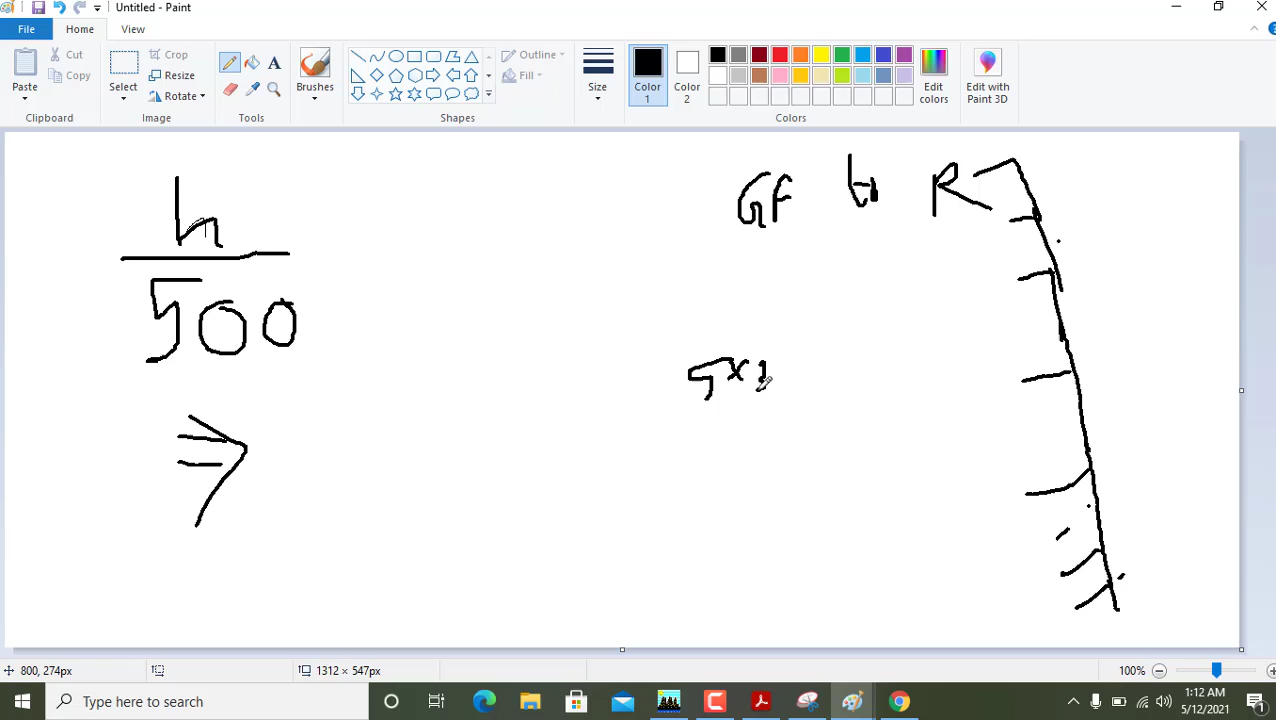 Untitled - Paint
File Home View
Paste Cut Copy Select Crop Resize Rotate Brushes Outline Fill Size Color 1 Color 2 Edit colors Edit with Paint 3D
Clipboard Image Tools Shapes Colors
GF to R
h
500
5x1
800, 274px 1312 × 547px 100%
Type here to search
1:12 AM
5/12/2021